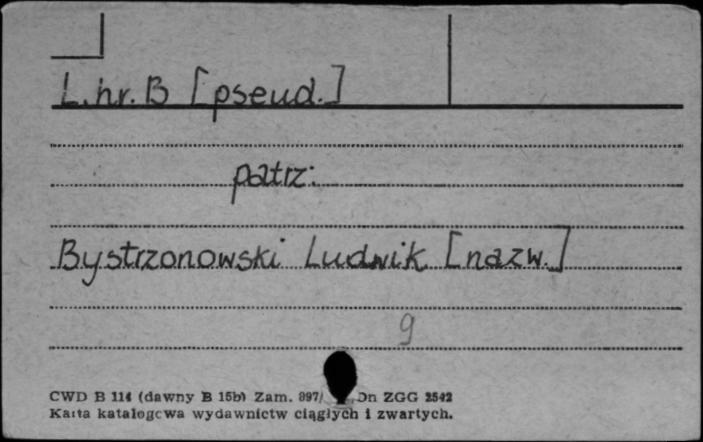 L. hr. B [pseud.]
patrz:
Bystrzonowski Ludwik [nazw.]
9
CWD B 114 (dawny B 15b) Zam. 997/ Dn ZGG 2542
Karta katalogowa wydawnictw ciągłych i zwartych.